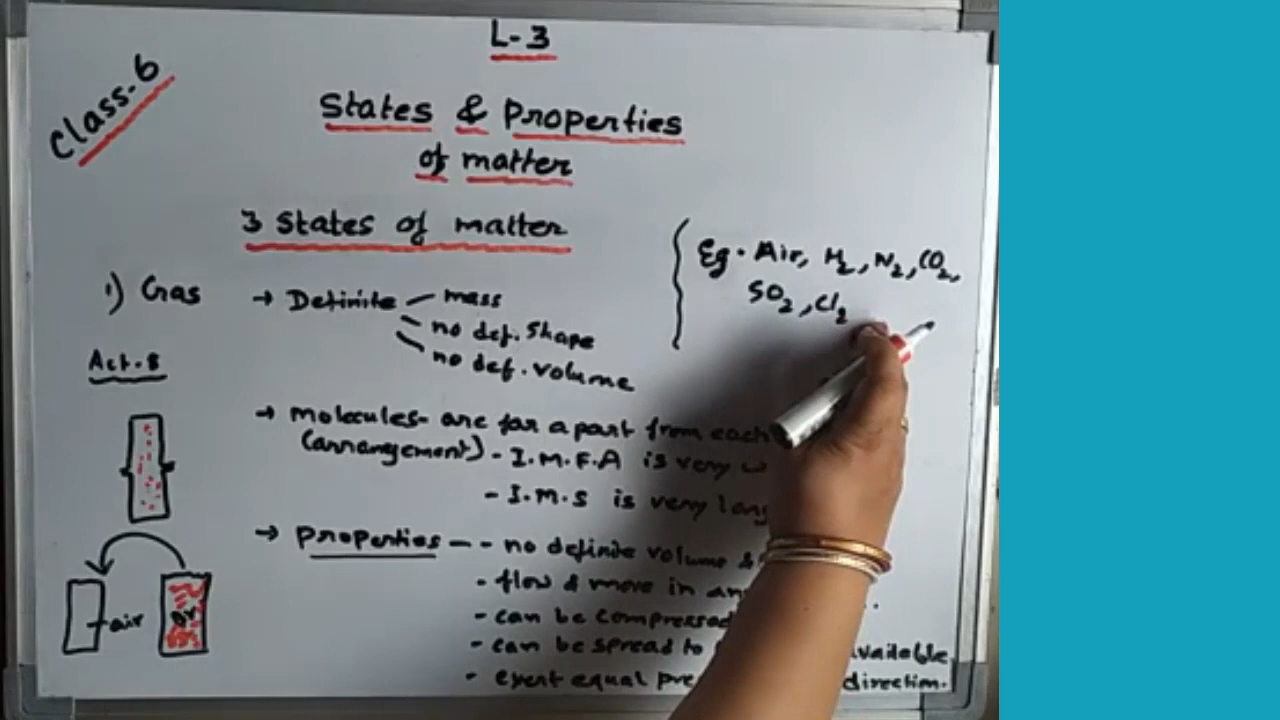 L-3
Class-6
States & Properties
of matter
3 States of matter
1) Gas → Definite — mass
no def. shape
no def. volume
Eg. Air, H2, N2, CO2,
SO2, Cl2
Act-8
→ Molecules- are far apart from each
(arrangement) - I.M.F.A is very
- I.M.S is very long
→ Properties — - no definite volume &
- flow & move in
- can be compressed
- can be spread to available
- exert equal direction.
air
Br